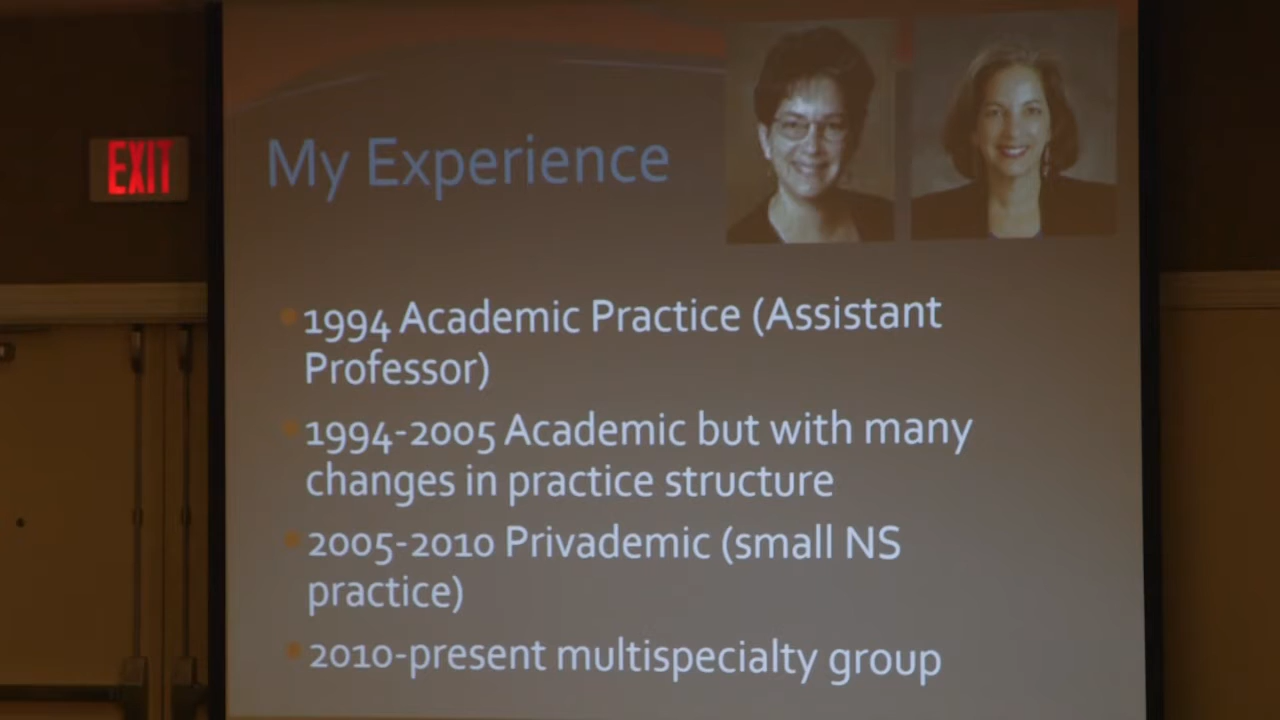 EXIT
My Experience
1994 Academic Practice (Assistant
Professor)
1994-2005 Academic but with many
changes in practice structure
2005-2010 Privademic (small NS
practice)
2010-present multispecialty group